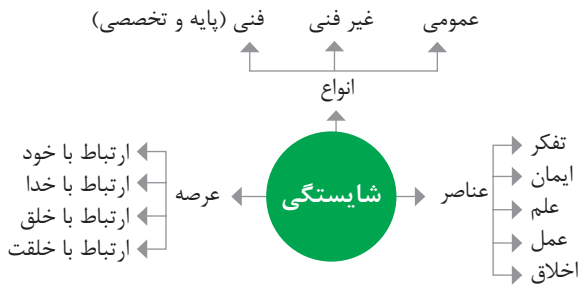 عمومی
غیر فنی
فنی (پایه و تخصصی)
انواع
شایستگی
عناصر
تفکر
ایمان
علم
عمل
اخلاق
عرصه
ارتباط با خود
ارتباط با خدا
ارتباط با خلق
ارتباط با خلقت